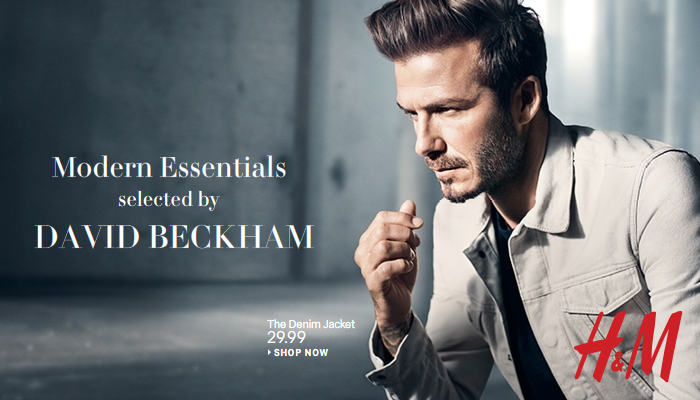 Modern Essentials
selected by
DAVID BECKHAM
The Denim Jacket
29.99
SHOP NOW
H&M